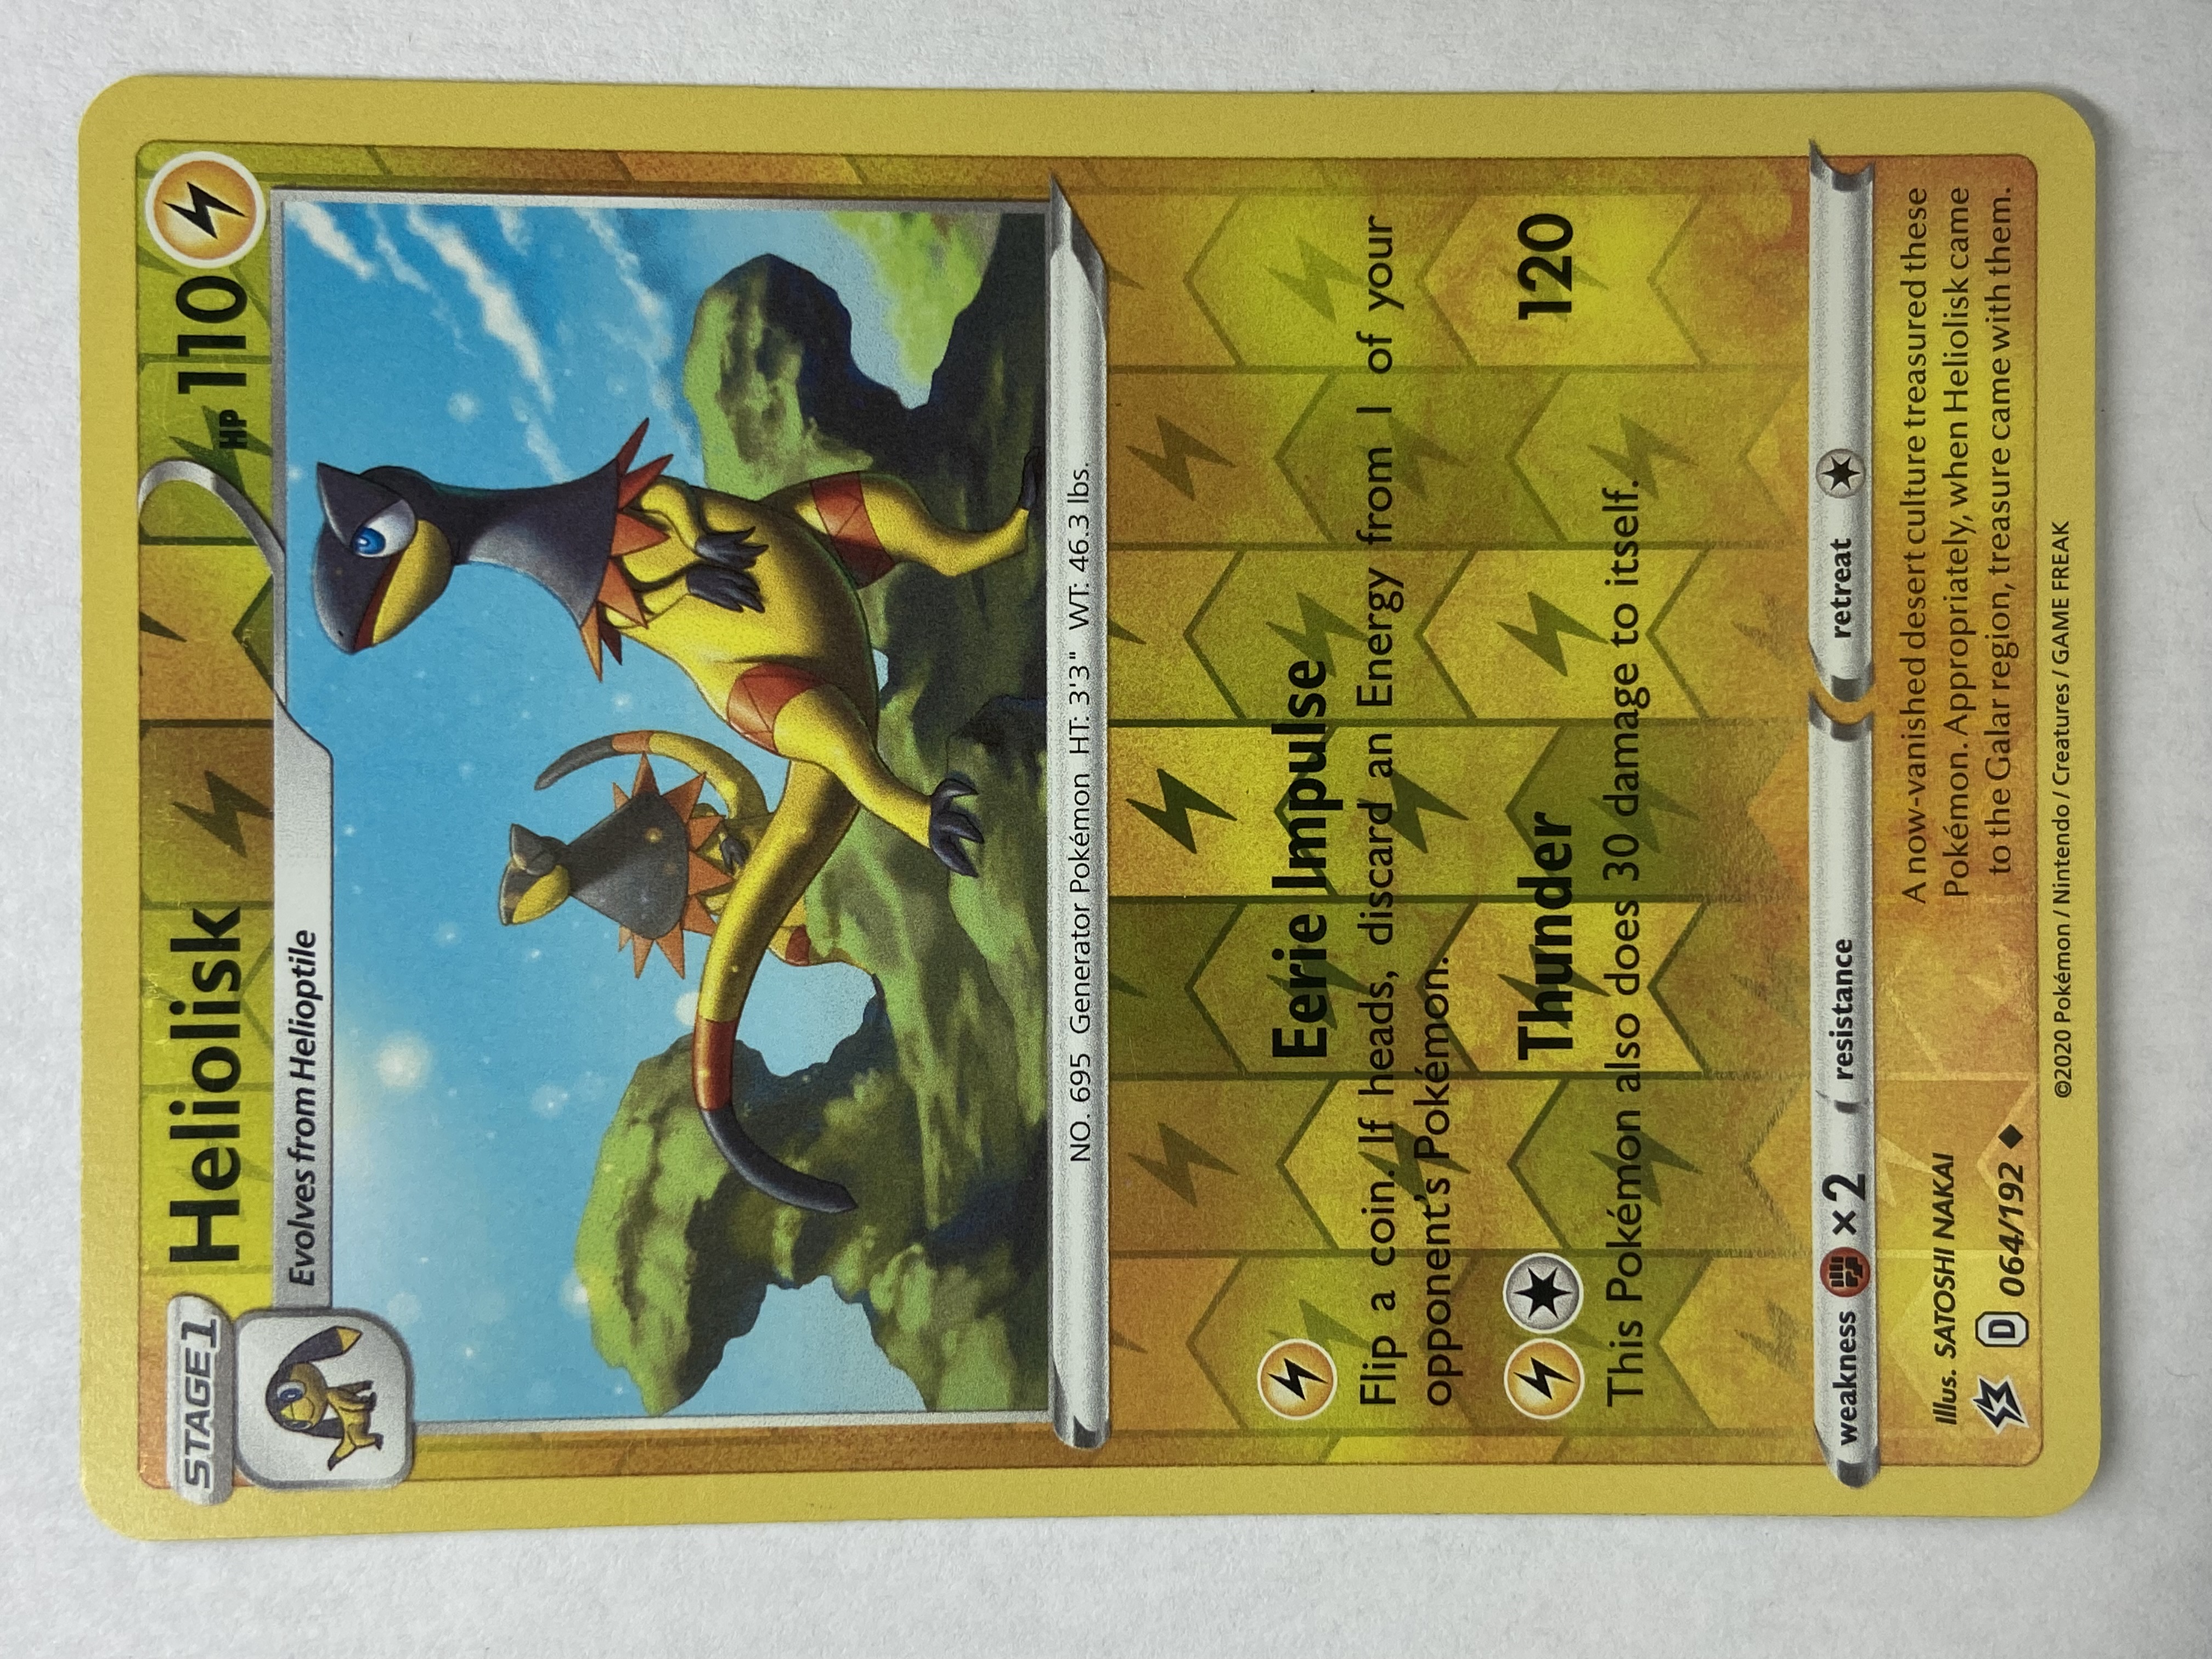 STAGE 1
Heliolisk
HP 110
Evolves from Helioptile
NO. 695 Generator Pokémon HT: 3'3" WT: 46.3 lbs.
Eerie Impulse
Flip a coin. If heads, discard an Energy from 1 of your
opponent's Pokémon.
Thunder 120
This Pokémon also does 30 damage to itself.
weakness ×2 resistance retreat
A now-vanished desert culture treasured these
Pokémon. Appropriately, when Heliolisk came
to the Galar region, treasure came with them.
Illus. SATOSHI NAKAI
D 064/192
©2020 Pokémon / Nintendo / Creatures / GAME FREAK